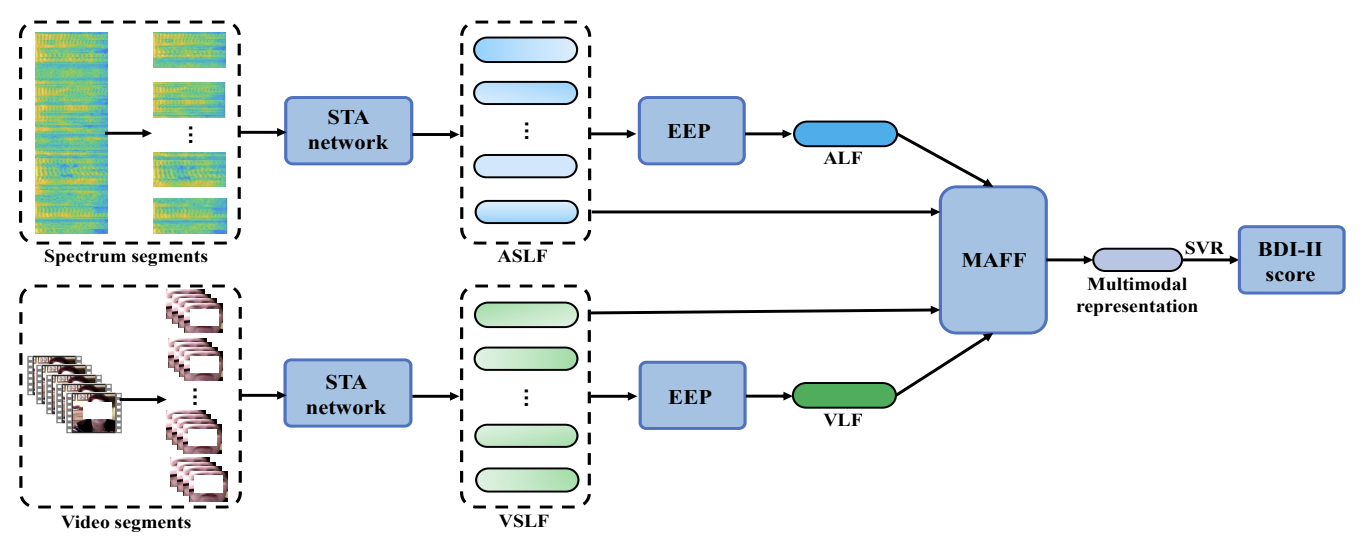 Spectrum segments
STA
network
ASLF
EEP
ALF
MAFF
Multimodal
representation
SVR
BDI-II
score
Video segments
STA
network
VSLF
EEP
VLF